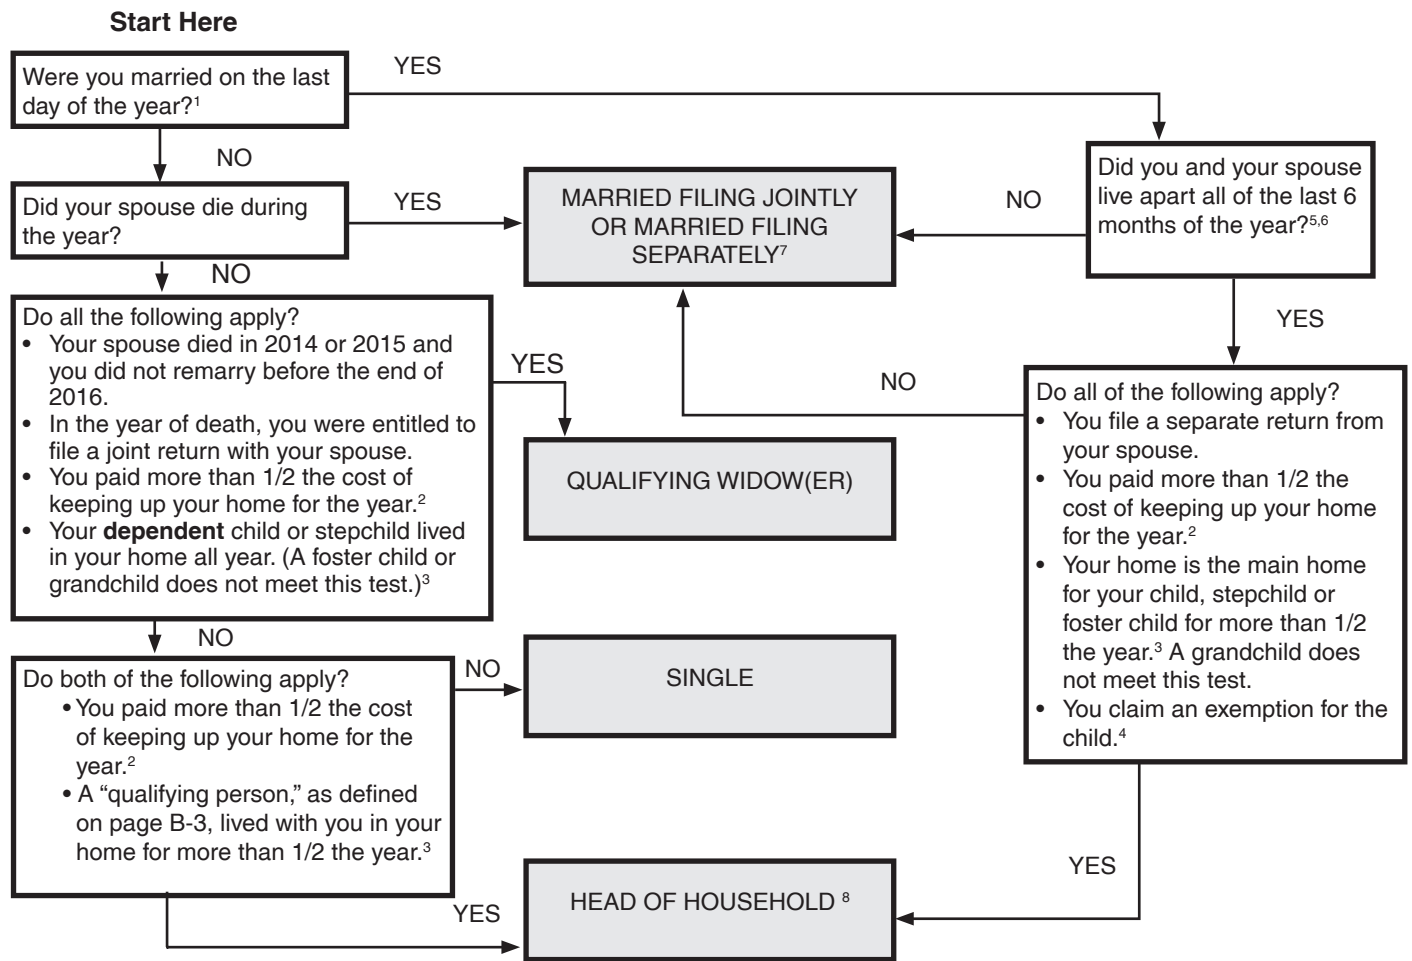 Start Here
Were you married on the last
day of the year?¹
YES
NO
Did your spouse die during
the year?
YES
NO
MARRIED FILING JOINTLY
OR MARRIED FILING
SEPARATELY⁷
NO
Did you and your spouse
live apart all of the last 6
months of the year?⁵,⁶
YES
Do all the following apply?
• Your spouse died in 2014 or 2015 and
you did not remarry before the end of
2016.
• In the year of death, you were entitled to
file a joint return with your spouse.
• You paid more than 1/2 the cost of
keeping up your home for the year.²
• Your dependent child or stepchild lived
in your home all year. (A foster child or
grandchild does not meet this test.)³
YES
NO
QUALIFYING WIDOW(ER)
NO
Do all of the following apply?
• You file a separate return from
your spouse.
• You paid more than 1/2 the
cost of keeping up your home
for the year.²
• Your home is the main home
for your child, stepchild or
foster child for more than 1/2
the year.³ A grandchild does
not meet this test.
• You claim an exemption for the
child.⁴
YES
Do both of the following apply?
• You paid more than 1/2 the cost
of keeping up your home for the
year.²
• A “qualifying person,” as defined
on page B-3, lived with you in your
home for more than 1/2 the year.³
NO
SINGLE
YES
HEAD OF HOUSEHOLD ⁸